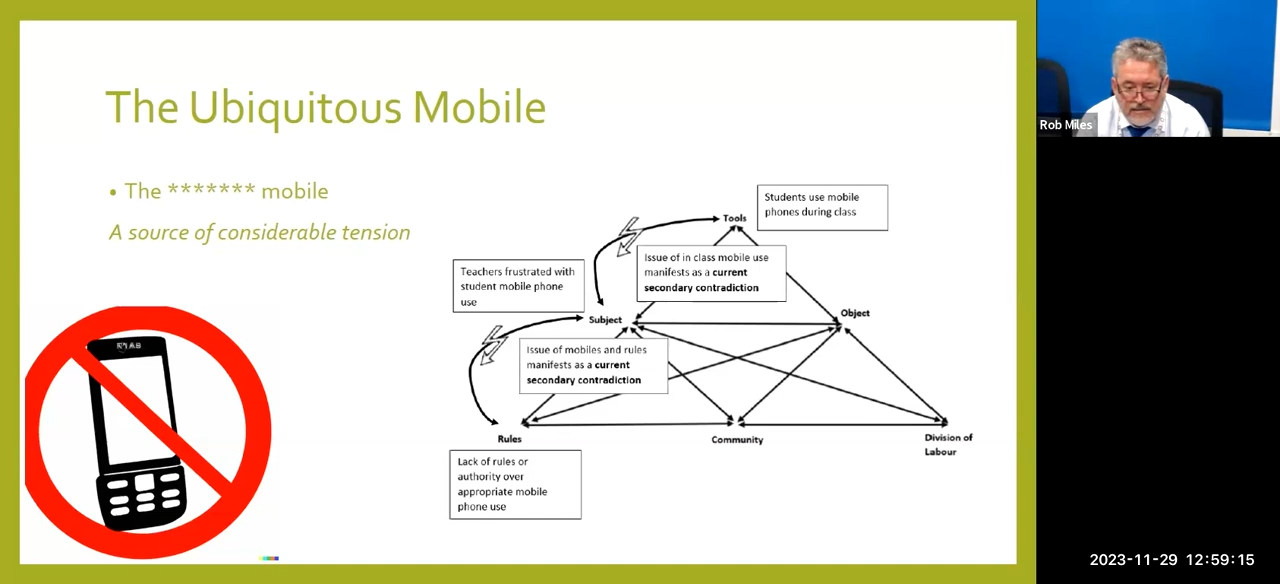 The Ubiquitous Mobile
• The ******* mobile
A source of considerable tension
Tools
Students use mobile
phones during class
Issue of in class mobile use
manifests as a current
secondary contradiction
Teachers frustrated with
student mobile phone
use
Subject
Object
Issue of mobiles and rules
manifests as a current
secondary contradiction
Rules
Community
Division of
Labour
Lack of rules or
authority over
appropriate mobile
phone use
Rob Miles
2023-11-29 12:59:15